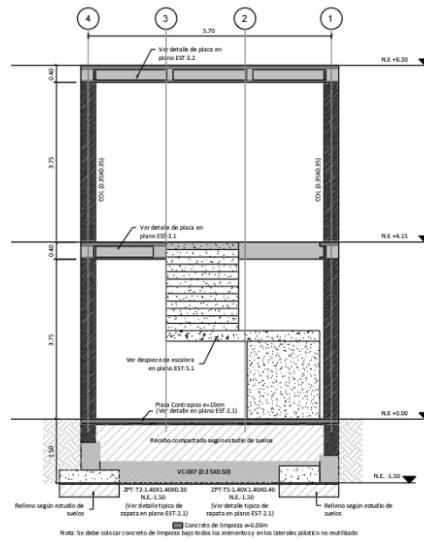 4 3 2 1
5.70
Ver detalle de placa en
plano EST-3.2
N.E +8.30
0.40
COL (0.35X0.35)
COL (0.35X0.35)
3.75
Ver detalle de placa en
plano EST-3.1
N.E +4.15
0.40
3.75
Ver despiece de escalera
en plano EST-5.1
Placa Contrapiso e=10cm
(Ver detalle en plano EST-2.1)
N.E +0.00
Recebo compactado según estudio de suelos
1.50
VC-007 (0.35X0.50)
N.E. -1.50
ZPT-T2-1.40X1.40X0.30
N.E.-1.50
(Ver detalle típico de
zapata en plano EST-2.1)
ZPT-T5-1.40X1.40X0.40
N.E.-1.50
(Ver detalle típico de
zapata en plano EST-2.1)
Relleno según estudio de
suelos
Relleno según estudio de
suelos
Concreto de limpieza e=0.03m
Nota: Se debe colocar concreto de limpieza bajo todos los elementos y en los laterales plástico no reutilizado